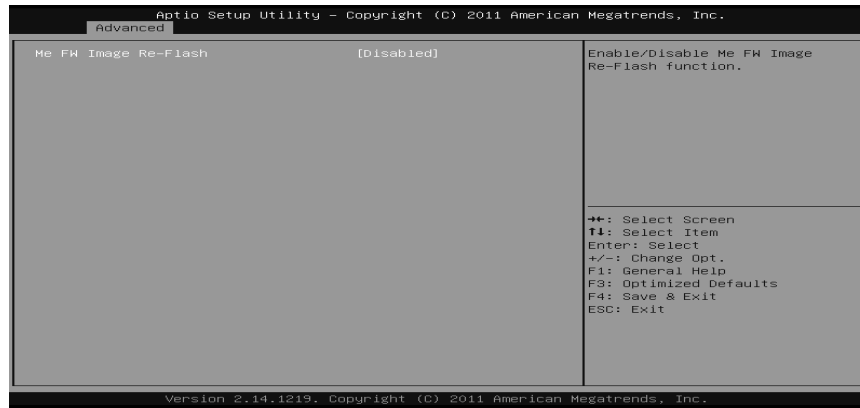 Aptio Setup Utility – Copyright (C) 2011 American Megatrends, Inc.
Advanced
Me FW Image Re-Flash [Disabled]
Enable/Disable Me FW Image
Re-Flash function.
→←: Select Screen
↑↓: Select Item
Enter: Select
+/-: Change Opt.
F1: General Help
F3: Optimized Defaults
F4: Save & Exit
ESC: Exit
Version 2.14.1219. Copyright (C) 2011 American Megatrends, Inc.